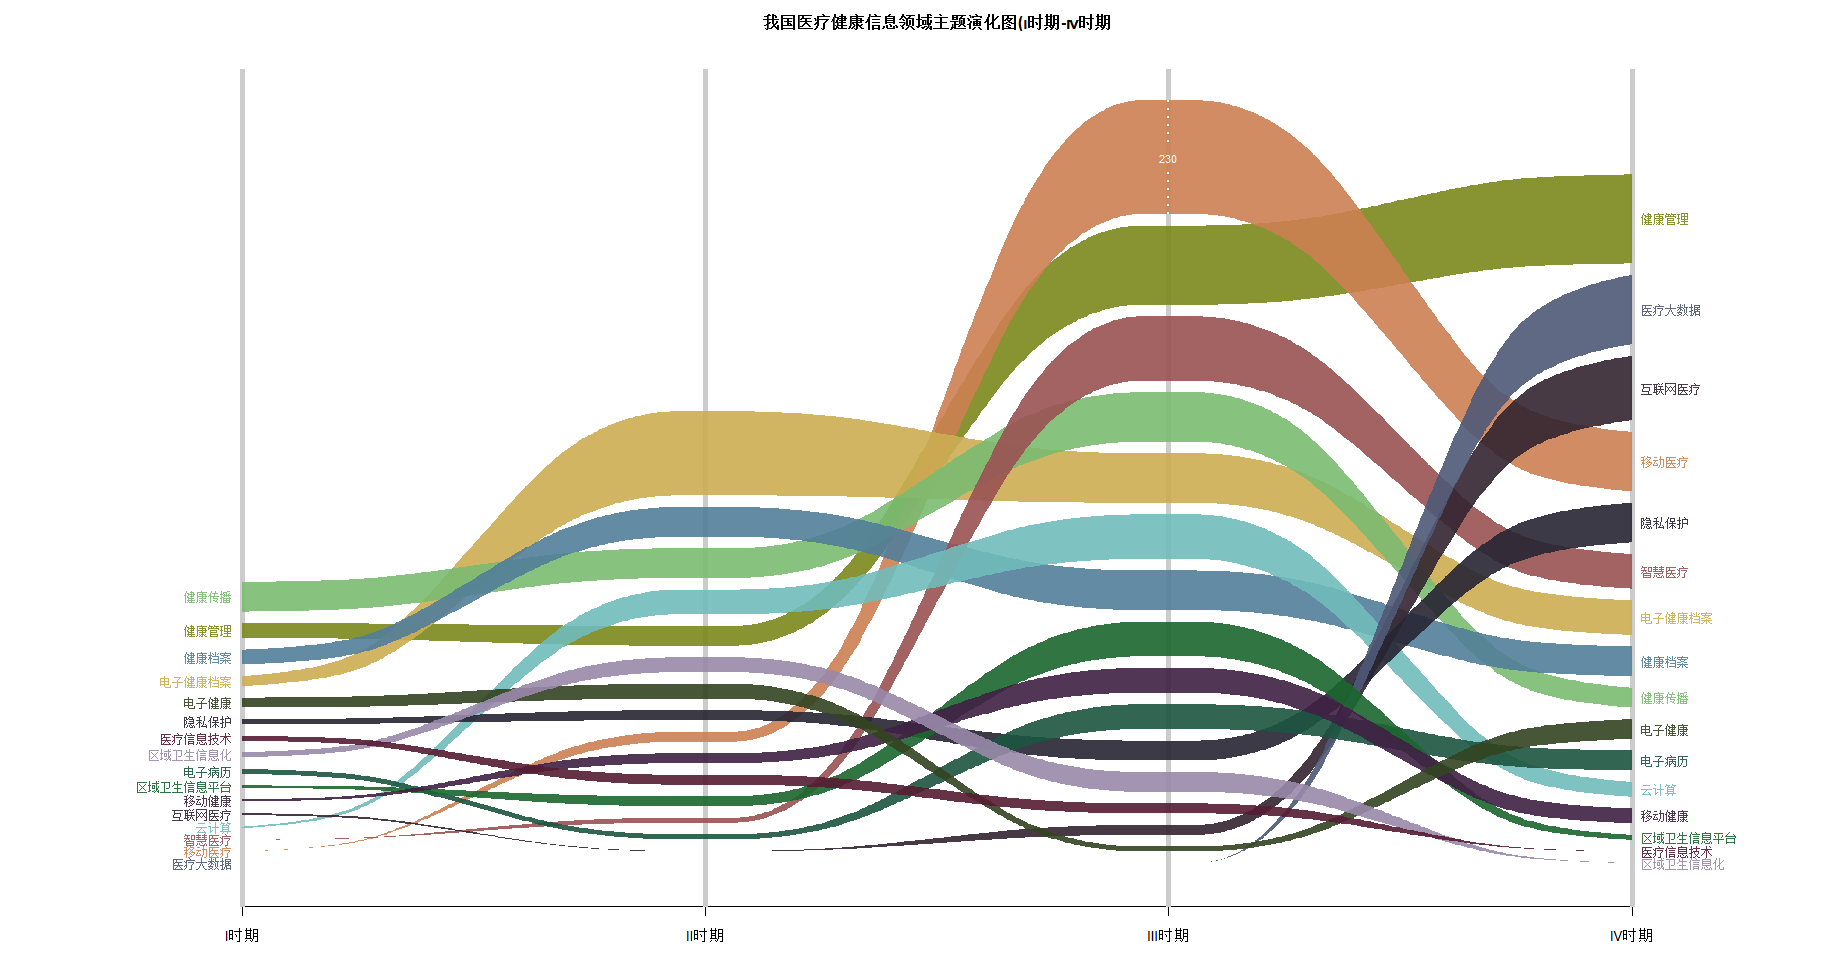 我国医疗健康信息领域主题演化图(I时期-IV时期
230
健康传播
健康管理
健康档案
电子健康档案
电子健康
隐私保护
医疗信息技术
区域卫生信息化
电子病历
区域卫生信息平台
移动健康
互联网医疗
云计算
智慧医疗
移动医疗
医疗大数据
健康管理
医疗大数据
互联网医疗
移动医疗
隐私保护
智慧医疗
电子健康档案
健康档案
健康传播
电子健康
电子病历
云计算
移动健康
区域卫生信息平台
医疗信息技术
区域卫生信息化
I时期
II时期
III时期
IV时期